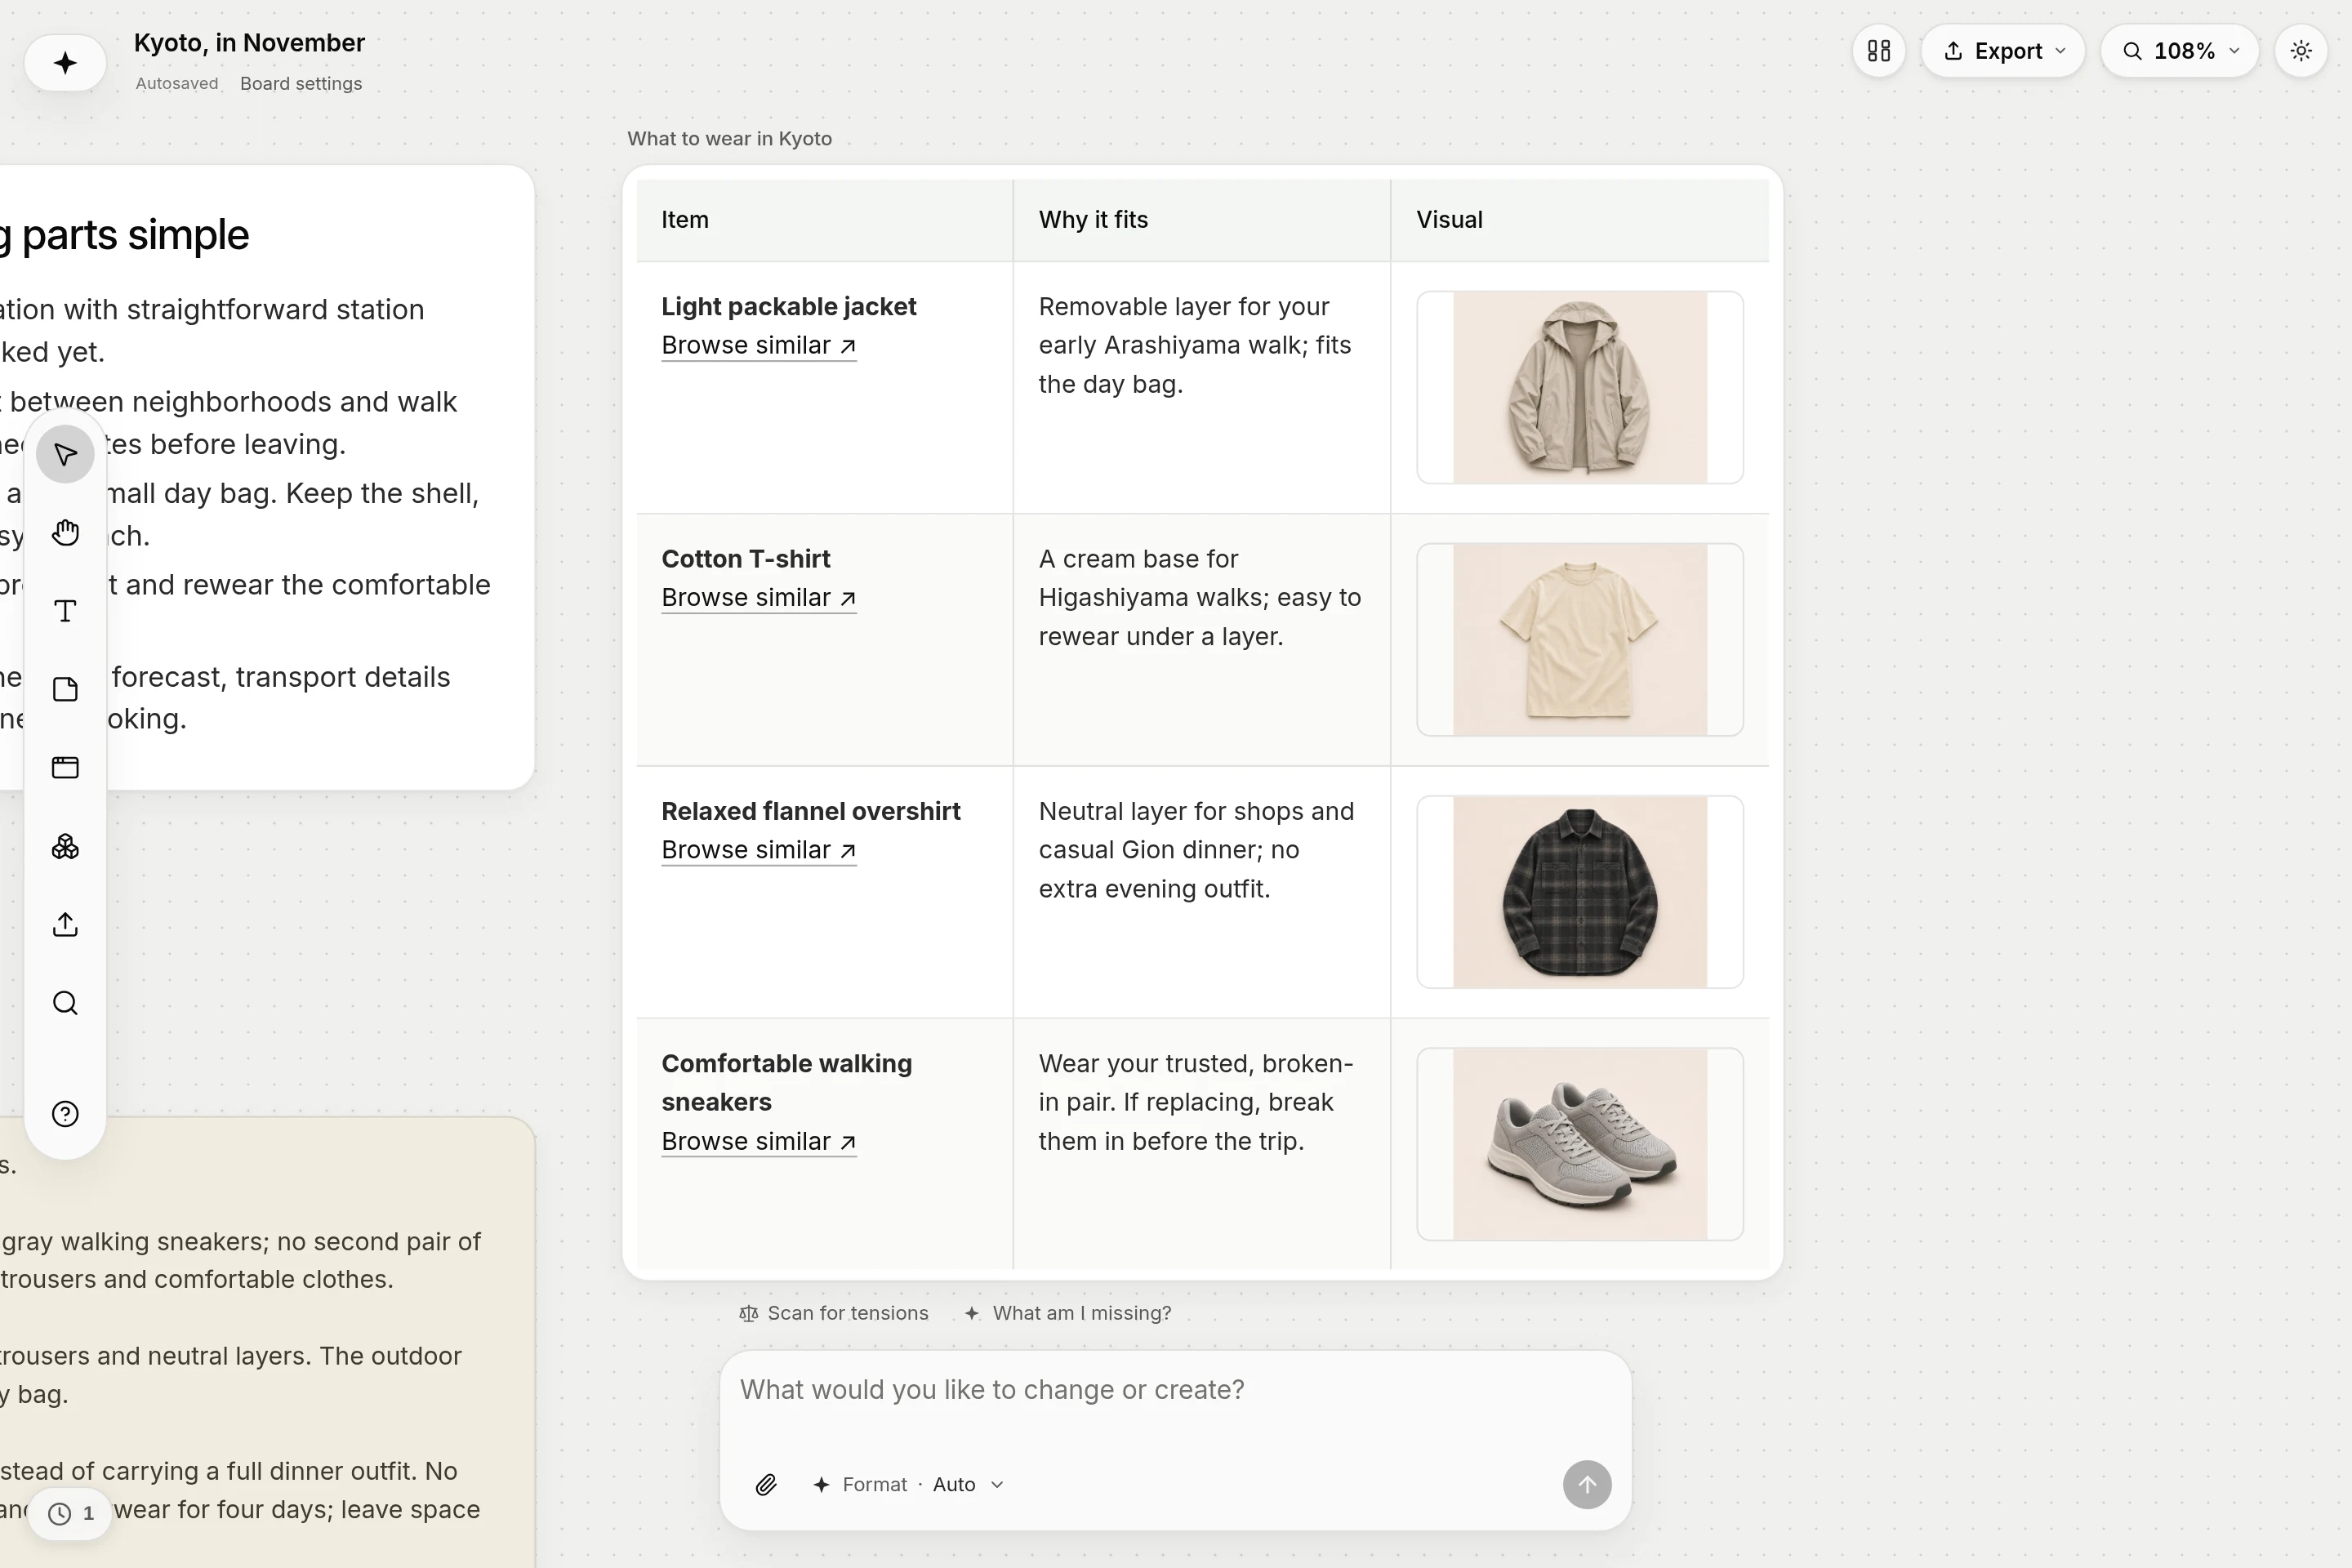 Kyoto, in November
Autosaved Board settings
Export
108%
parts simple
with straightforward station
yet.
between neighborhoods and walk
before leaving.
day bag. Keep the shell,
and rewear the comfortable
forecast, transport details
s.
gray walking sneakers; no second pair of
trousers and comfortable clothes.
trousers and neutral layers. The outdoor
bag.
of carrying a full dinner outfit. No
wear for four days; leave space
1
What to wear in Kyoto
Item
Why it fits
Visual
Light packable jacket
Browse similar ↗
Removable layer for your
early Arashiyama walk; fits
the day bag.
Cotton T-shirt
Browse similar ↗
A cream base for
Higashiyama walks; easy to
rewear under a layer.
Relaxed flannel overshirt
Browse similar ↗
Neutral layer for shops and
casual Gion dinner; no
extra evening outfit.
Comfortable walking
sneakers
Browse similar ↗
Wear your trusted, broken-
in pair. If replacing, break
them in before the trip.
Scan for tensions
What am I missing?
What would you like to change or create?
Format · Auto